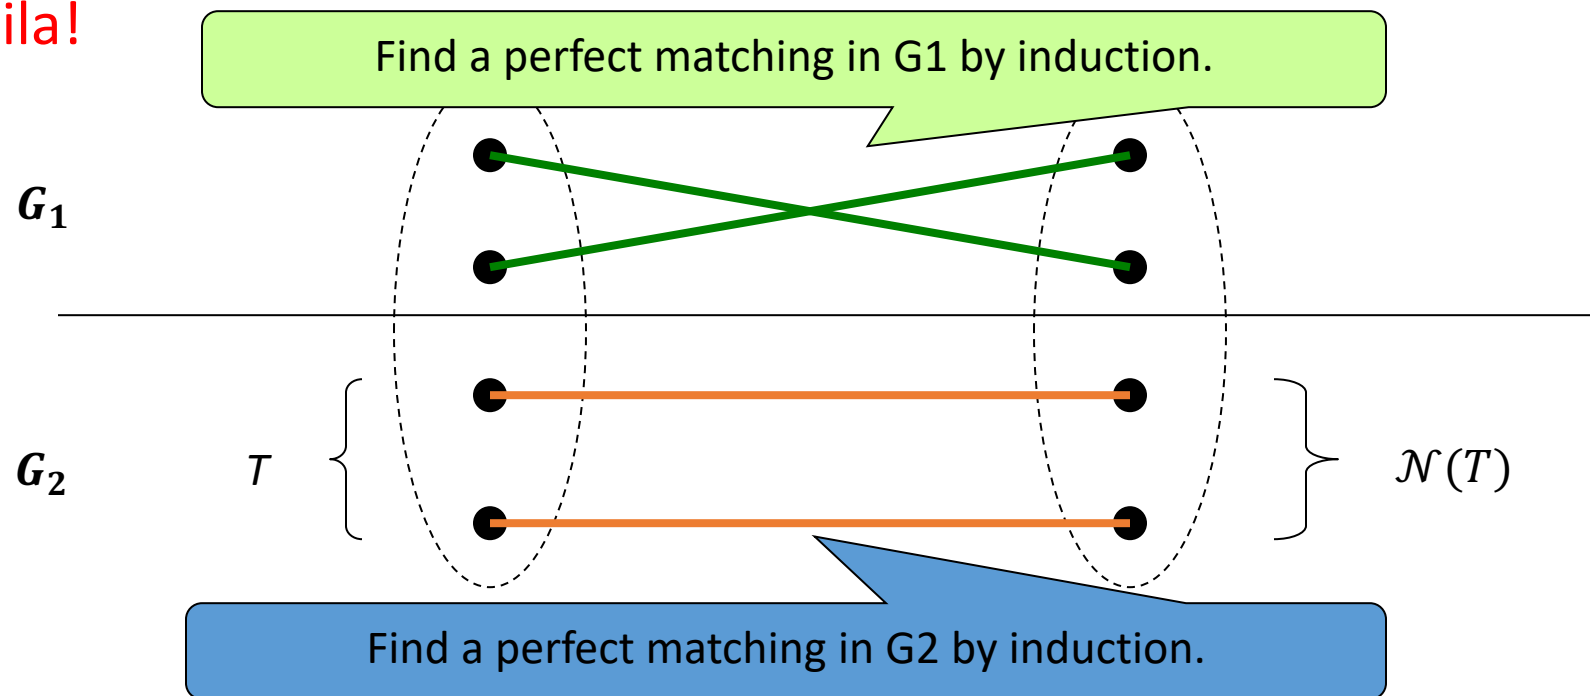 ila!
Find a perfect matching in G1 by induction.
G₁
G₂
T
𝒩(T)
Find a perfect matching in G2 by induction.